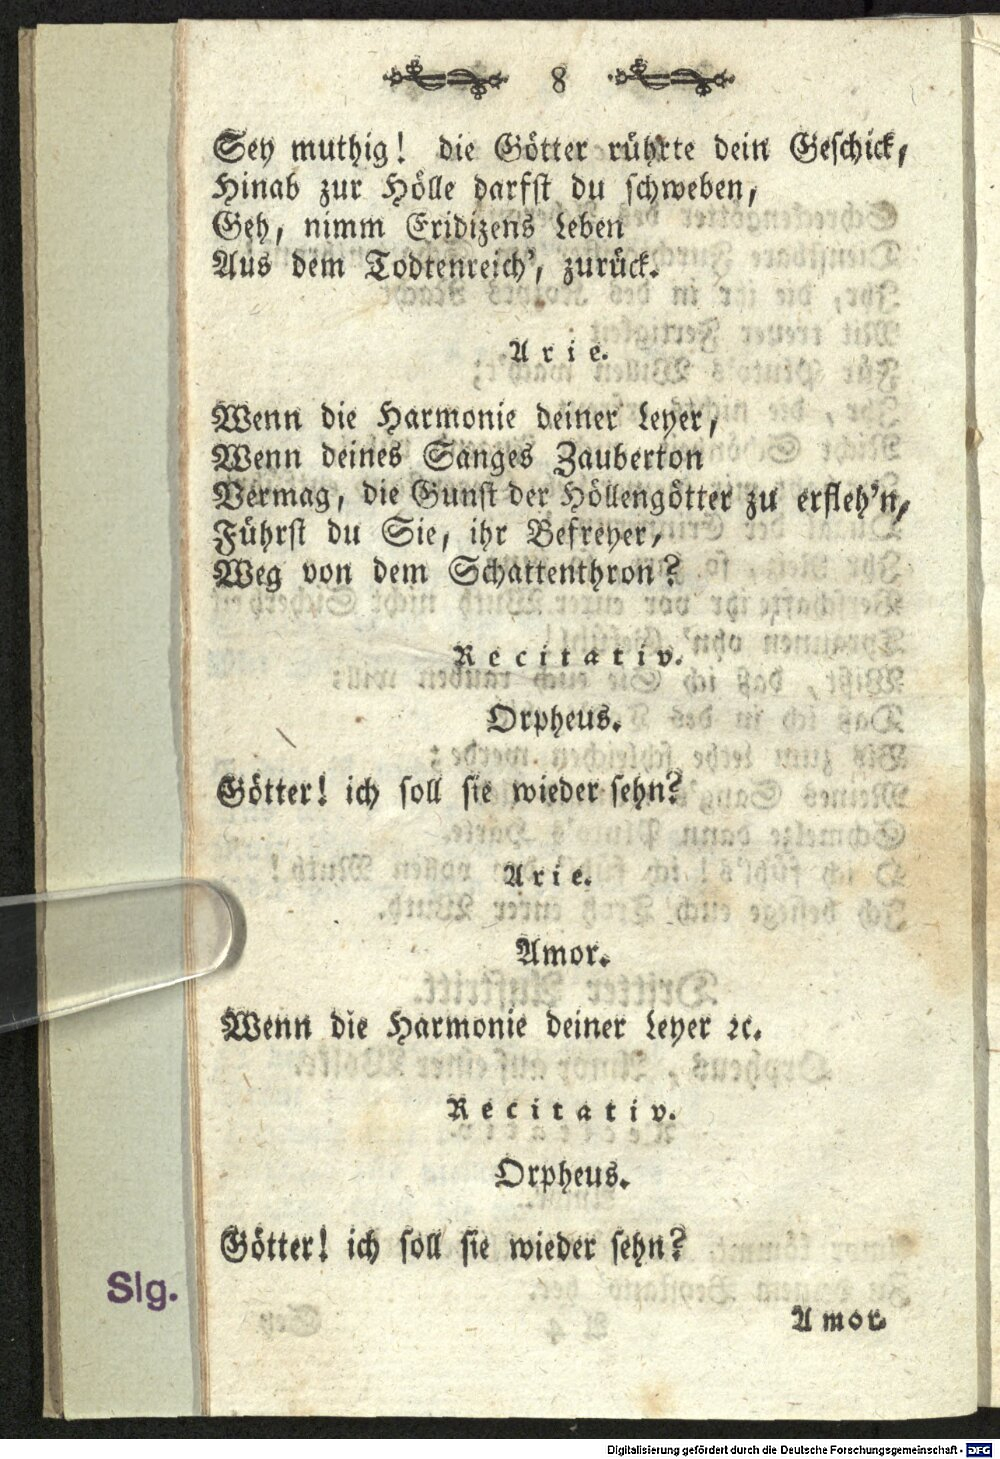 8
Sey muthig! die Götter rührte dein Geschick,
Hinab zur Hölle darfst du schweben,
Geh, nimm Eridizens Leben
Aus dem Todtenreich', zurück.
Arie.
Wenn die Harmonie deiner Leyer,
Wenn deines Sanges Zauberton
Vermag, die Gunst der Höllengötter zu erfleh'n,
Führst du Sie, ihr Befreyer,
Weg von dem Schattenthron?
Recitativ.
Orpheus.
Götter! ich soll sie wieder sehn?
Arie.
Amor.
Wenn die Harmonie deiner Leyer ꝛc.
Recitativ.
Orpheus.
Götter! ich soll sie wieder sehn?
Slg.
Amor.
Digitalisierung gefördert durch die Deutsche Forschungsgemeinschaft - DFG